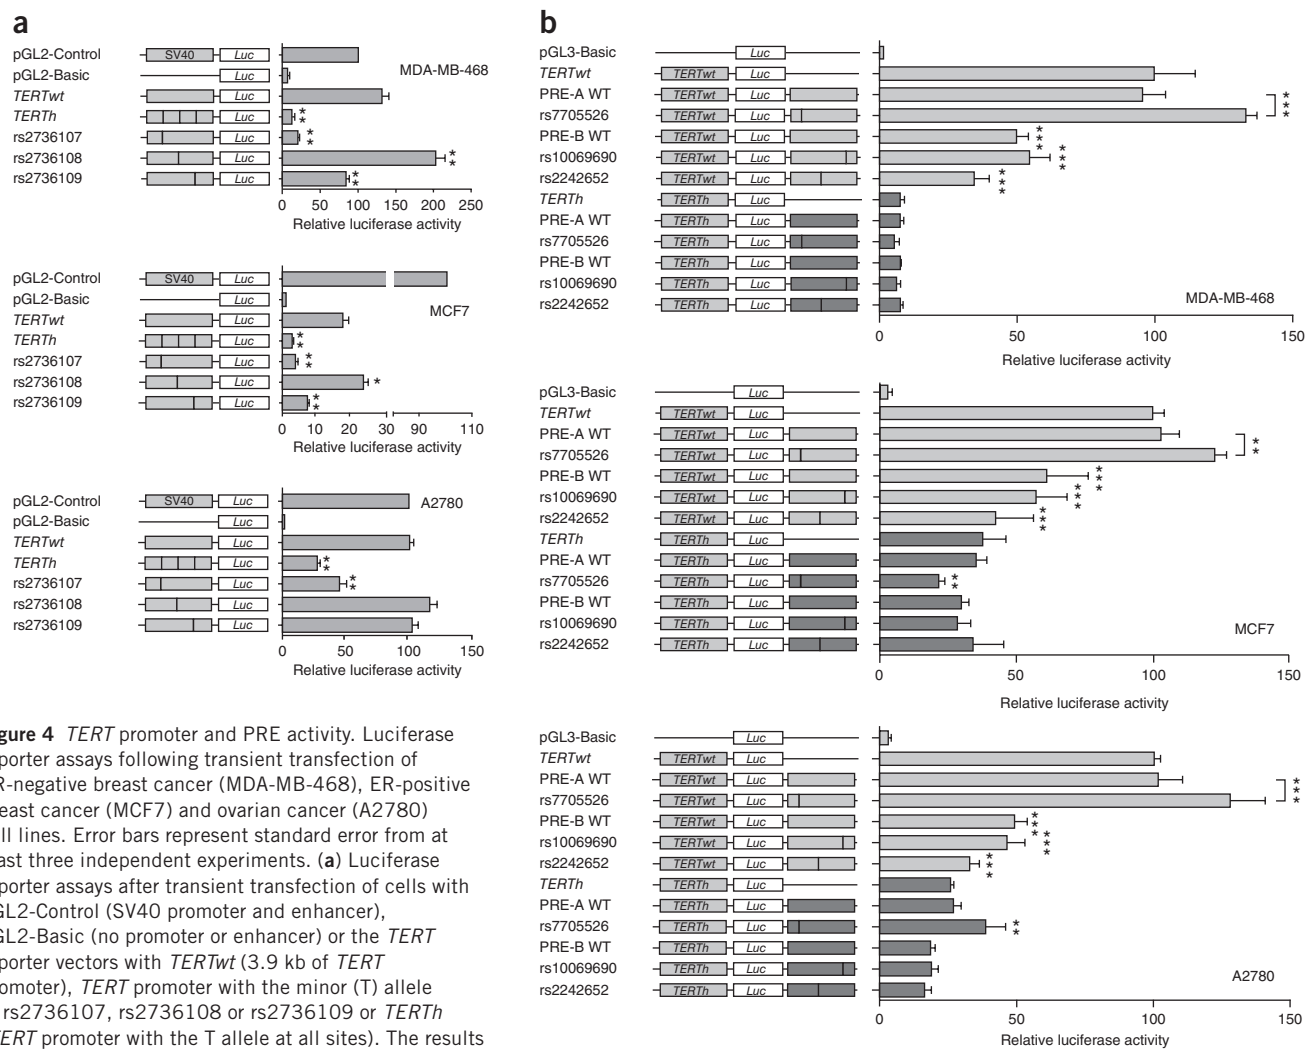 a
pGL2-Control SV40 Luc
pGL2-Basic Luc
TERTwt Luc
TERTh Luc **
rs2736107 Luc **
rs2736108 Luc **
rs2736109 Luc **
MDA-MB-468
0 50 100 150 200 250
Relative luciferase activity
pGL2-Control SV40 Luc
pGL2-Basic Luc
TERTwt Luc
TERTh Luc **
rs2736107 Luc **
rs2736108 Luc *
rs2736109 Luc **
MCF7
0 10 20 30 90 110
Relative luciferase activity
pGL2-Control SV40 Luc
pGL2-Basic Luc
TERTwt Luc
TERTh Luc **
rs2736107 Luc **
rs2736108 Luc
rs2736109 Luc
A2780
0 50 100 150
Relative luciferase activity
b
pGL3-Basic Luc
TERTwt TERTwt Luc
PRE-A WT TERTwt Luc
rs7705526 TERTwt Luc ***
PRE-B WT TERTwt Luc ***
rs10069690 TERTwt Luc ***
rs2242652 TERTwt Luc ***
TERTh TERTh Luc
PRE-A WT TERTh Luc
rs7705526 TERTh Luc
PRE-B WT TERTh Luc
rs10069690 TERTh Luc
rs2242652 TERTh Luc
MDA-MB-468
0 50 100 150
Relative luciferase activity
pGL3-Basic Luc
TERTwt TERTwt Luc
PRE-A WT TERTwt Luc
rs7705526 TERTwt Luc **
PRE-B WT TERTwt Luc ***
rs10069690 TERTwt Luc ***
rs2242652 TERTwt Luc ***
TERTh TERTh Luc
PRE-A WT TERTh Luc
rs7705526 TERTh Luc **
PRE-B WT TERTh Luc
rs10069690 TERTh Luc
rs2242652 TERTh Luc
MCF7
0 50 100 150
Relative luciferase activity
pGL3-Basic Luc
TERTwt TERTwt Luc
PRE-A WT TERTwt Luc
rs7705526 TERTwt Luc ***
PRE-B WT TERTwt Luc ***
rs10069690 TERTwt Luc ***
rs2242652 TERTwt Luc ***
TERTh TERTh Luc
PRE-A WT TERTh Luc
rs7705526 TERTh Luc **
PRE-B WT TERTh Luc
rs10069690 TERTh Luc
rs2242652 TERTh Luc
A2780
0 50 100 150
Relative luciferase activity
gure 4 TERT promoter and PRE activity. Luciferase
porter assays following transient transfection of
R-negative breast cancer (MDA-MB-468), ER-positive
east cancer (MCF7) and ovarian cancer (A2780)
ll lines. Error bars represent standard error from at
ast three independent experiments. (a) Luciferase
porter assays after transient transfection of cells with
GL2-Control (SV40 promoter and enhancer),
GL2-Basic (no promoter or enhancer) or the TERT
porter vectors with TERTwt (3.9 kb of TERT
omoter), TERT promoter with the minor (T) allele
rs2736107, rs2736108 or rs2736109 or TERTh
TERT promoter with the T allele at all sites). The results